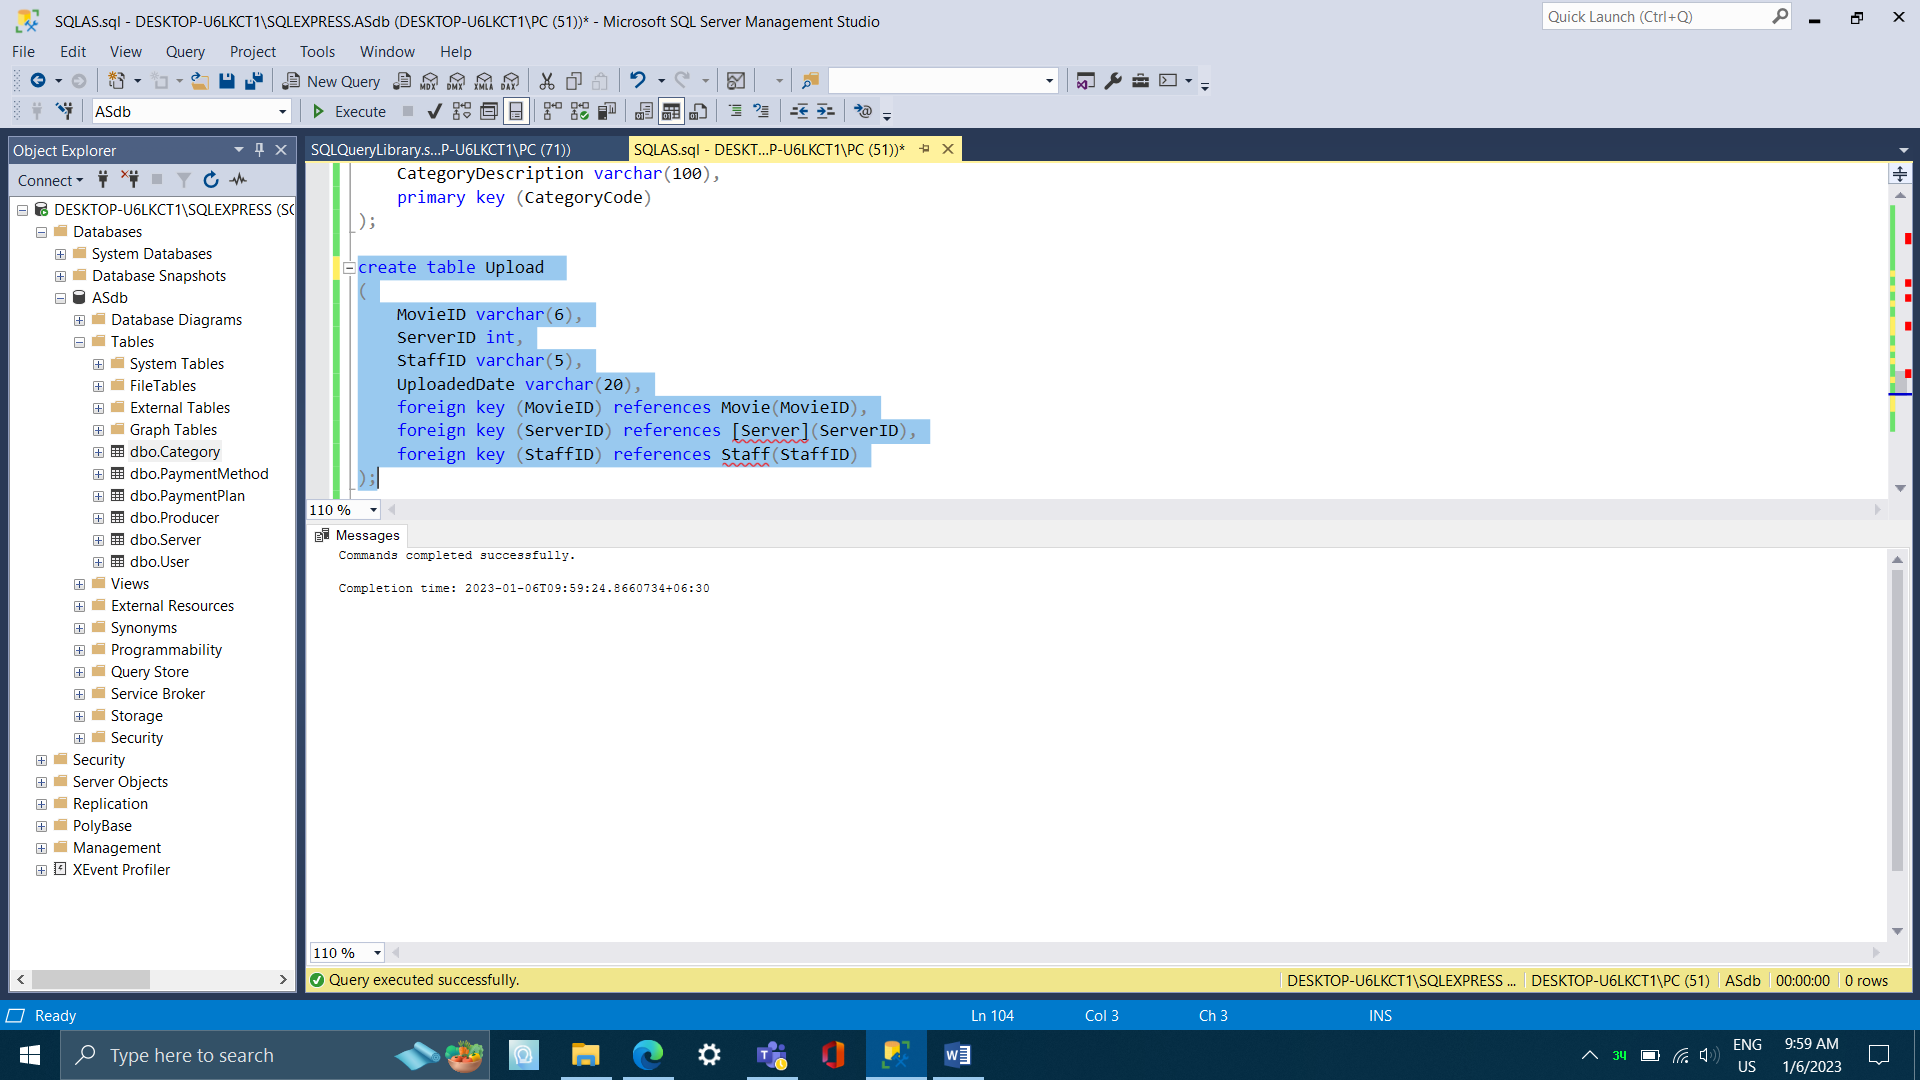 SQLAS.sql - DESKTOP-U6LKCT1\SQLEXPRESS.ASdb (DESKTOP-U6LKCT1\PC (51))* - Microsoft SQL Server Management Studio
Quick Launch (Ctrl+Q)
File Edit View Query Project Tools Window Help
New Query
MDX DMX XMLA DAX
ASdb
Execute
Object Explorer
SQLQueryLibrary.s...P-U6LKCT1\PC (71))
SQLAS.sql - DESKT...P-U6LKCT1\PC (51))*
Connect
DESKTOP-U6LKCT1\SQLEXPRESS (SQ
Databases
System Databases
Database Snapshots
ASdb
Database Diagrams
Tables
System Tables
FileTables
External Tables
Graph Tables
dbo.Category
dbo.PaymentMethod
dbo.PaymentPlan
dbo.Producer
dbo.Server
dbo.User
Views
External Resources
Synonyms
Programmability
Query Store
Service Broker
Storage
Security
Security
Server Objects
Replication
PolyBase
Management
XEvent Profiler
CategoryDescription varchar(100),
primary key (CategoryCode)
);
create table Upload
(
MovieID varchar(6),
ServerID int,
StaffID varchar(5),
UploadedDate varchar(20),
foreign key (MovieID) references Movie(MovieID),
foreign key (ServerID) references [Server](ServerID),
foreign key (StaffID) references Staff(StaffID)
);
110 %
Messages
Commands completed successfully.
Completion time: 2023-01-06T09:59:24.8660734+06:30
110 %
Query executed successfully.
DESKTOP-U6LKCT1\SQLEXPRESS ...
DESKTOP-U6LKCT1\PC (51)
ASdb
00:00:00
0 rows
Ready
Ln 104
Col 3
Ch 3
INS
Type here to search
34
ENG
US
9:59 AM
1/6/2023